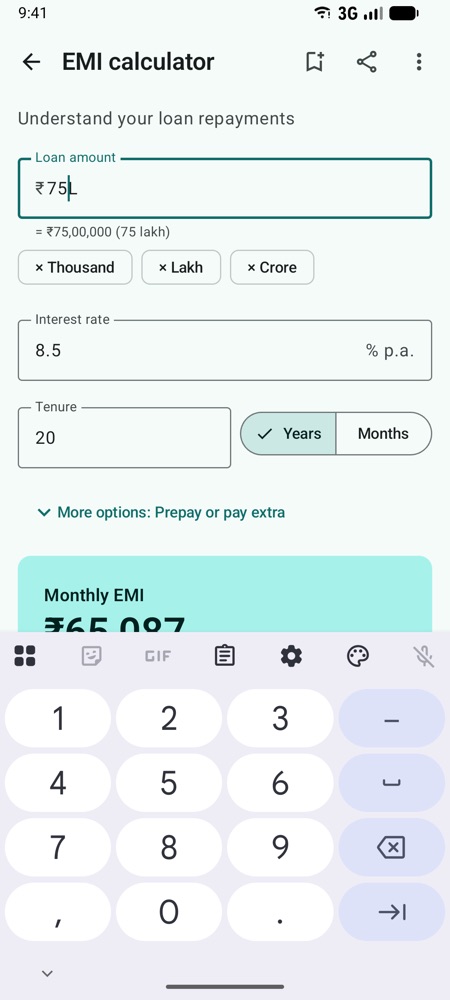 9:41
3G
EMI calculator
Understand your loan repayments
Loan amount
₹75L
= ₹75,00,000 (75 lakh)
× Thousand
× Lakh
× Crore
Interest rate
8.5
% p.a.
Tenure
20
Years
Months
More options: Prepay or pay extra
Monthly EMI
₹65,087
GIF
1 2 3 –
4 5 6
7 8 9
, 0 .